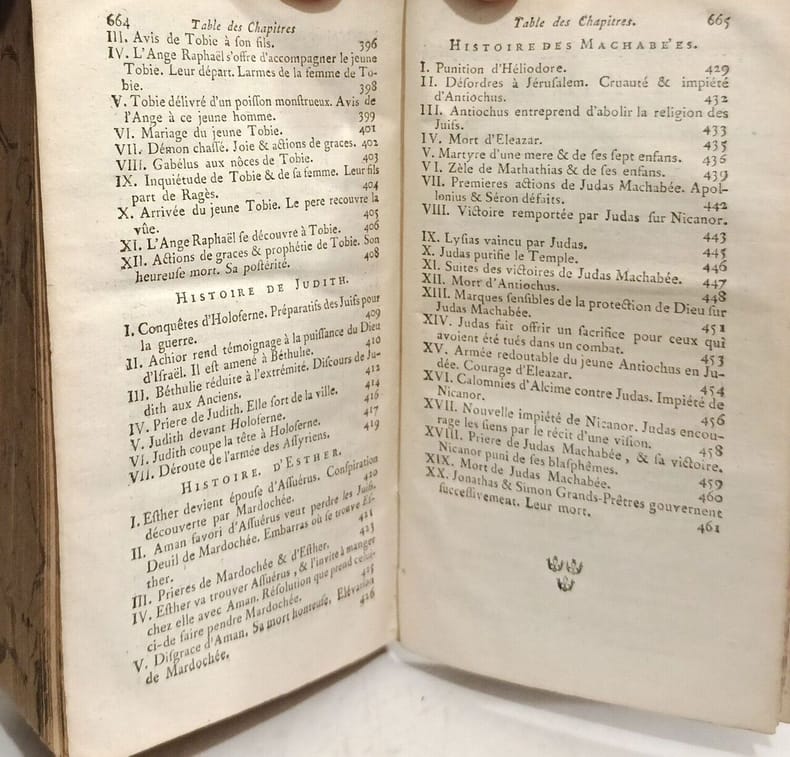 664 Table des Chapitres
III. Avis de Tobie à son fils. 396
IV. L'Ange Raphaël s'offre d'accompagner le jeune
Tobie. Leur départ. Larmes de la femme de To-
bie. 398
V. Tobie délivré d'un poisson monstrueux. Avis de
l'Ange à ce jeune homme. 399
VI. Mariage du jeune Tobie. 401
VII. Démon chassé. Joie & actions de graces. 402
VIII. Gabélus aux nôces de Tobie. 403
IX. Inquiétude de Tobie & de sa femme. Leur fils
part de Ragès. 404
X. Arrivée du jeune Tobie. Le pere recouvre la
vûe. 405
XI. L'Ange Raphaël se découvre à Tobie. 406
XII. Actions de graces & prophétie de Tobie. Son
heureuse mort. Sa postérité. 408
HISTOIRE DE JUDITH.
I. Conquêtes d'Holoferne. Préparatifs des Juifs pour
la guerre. 409
II. Achior rend témoignage à la puissance du Dieu
d'Israël. Il est amené à Béthulie. 410
III. Béthulie réduite à l'extrémité. Discours de Ju-
dith aux Anciens. 412
IV. Priere de Judith. Elle sort de la ville. 414
V. Judith devant Holoferne. 416
VI. Judith coupe la tête à Holoferne. 417
VII. Déroute de l'armée des Assyriens. 419
HISTOIRE D'ESTHER.
I. Esther devient épouse d'Assuérus. Conspiration
découverte par Mardochée. 420
II. Aman favori d'Assuérus veut perdre les Juifs.
Deuil de Mardochée. Embarras où se trouve Es-
ther. 421
III. Prieres de Mardochée & d'Esther. 423
IV. Esther va trouver Assuérus, & l'invite à manger
chez elle avec Aman. Résolution que prend celui-
ci de faire pendre Mardochée. 425
V. Disgrace d'Aman. Sa mort honteuse. Elévation
de Mardochée. 426
Table des Chapitres. 665
HISTOIRE DES MACHABE'ES.
I. Punition d'Héliodore. 429
II. Désordres à Jérusalem. Cruauté & impiété
d'Antiochus. 432
III. Antiochus entreprend d'abolir la religion des
Juifs. 433
IV. Mort d'Eleazar. 435
V. Martyre d'une mere & de ses sept enfans. 436
VI. Zèle de Mathathias & de ses enfans. 439
VII. Premieres actions de Judas Machabée. Apol-
lonius & Séron défaits. 442
VIII. Victoire remportée par Judas sur Nicanor.
443
IX. Lysias vaincu par Judas. 445
X. Judas purifie le Temple. 446
XI. Suites des victoires de Judas Machabée. 447
XII. Mort d'Antiochus. 448
XIII. Marques sensibles de la protection de Dieu sur
Judas Machabée. 451
XIV. Judas fait offrir un sacrifice pour ceux qui
avoient été tués dans un combat. 453
XV. Armée redoutable du jeune Antiochus en Ju-
dée. Courage d'Eleazar. 454
XVI. Calomnies d'Alcime contre Judas. Impiété de
Nicanor. 456
XVII. Nouvelle impiété de Nicanor. Judas encou-
rage les siens par le récit d'une vision. 458
XVIII. Priere de Judas Machabée, & sa victoire.
Nicanor puni de ses blasphêmes. 459
XIX. Mort de Judas Machabée. 460
XX. Jonathas & Simon Grands-Prêtres gouvernent
successivement. Leur mort. 461